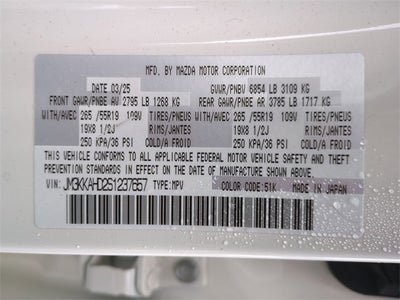 MFD. BY MAZDA MOTOR CORPORATION
DATE 03/25 GVWR/PNBV 6854 LB 3109 KG
FRONT GAWR/PNBE AV 2795 LB 1268 KG REAR GAWR/PNBE AR 3785 LB 1717 KG
WITH/AVEC 265 /55R19 109V TIRES/PNEUS WITH/AVEC 265 /55R19 109V TIRES/PNEUS
19X8 1/2J RIMS/JANTES 19X8 1/2J RIMS/JANTES
250 KPA/36 PSI COLD/A FROID 250 KPA/36 PSI COLD/A FROID
THIS VEHICLE CONFORMS TO ALL APPLICABLE FEDERAL MOTOR VEHICLE SAFETY AND THEFT
PREVENTION STANDARDS IN EFFECT ON THE DATE OF MANUFACTURE SHOWN ABOVE.
VIN: JM3KKAHD2S1237657 TYPE:MPV COLOR CODE:51K MADE IN JAPAN